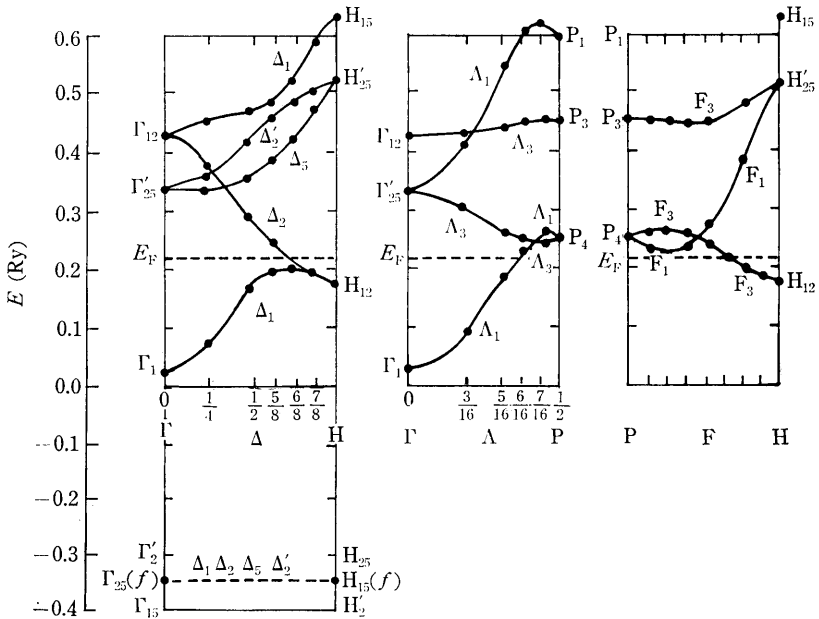 E (Ry)
0.6
0.5
0.4
0.3
0.2
0.1
0.0
−0.1
−0.2
−0.3
−0.4
H₁₅
H′₂₅
H₁₂
Γ₁₂
Γ′₂₅
E_F
Γ₁
Δ₁
Δ′₂
Δ₅
Δ₂
Δ₁
0 1/4 1/2 5/8 6/8 7/8 1
Γ Δ H
Γ′₂ Δ₁ Δ₂ Δ₅ Δ′₂ H₂₅
Γ₂₅(f) H₁₅(f)
Γ₁₅ H′₂
Γ₁₂
Γ′₂₅
E_F
Γ₁
Λ₁
Λ₃
Λ₃
Λ₁
Λ₃
Λ₁
P₁
P₃
P₄
0 3/16 5/16 6/16 7/16 1/2
Γ Λ P
P₁
P₃
P₄
E_F
F₃
F₁
F₃
F₁
F₃
H₁₅
H′₂₅
H₁₂
P F H